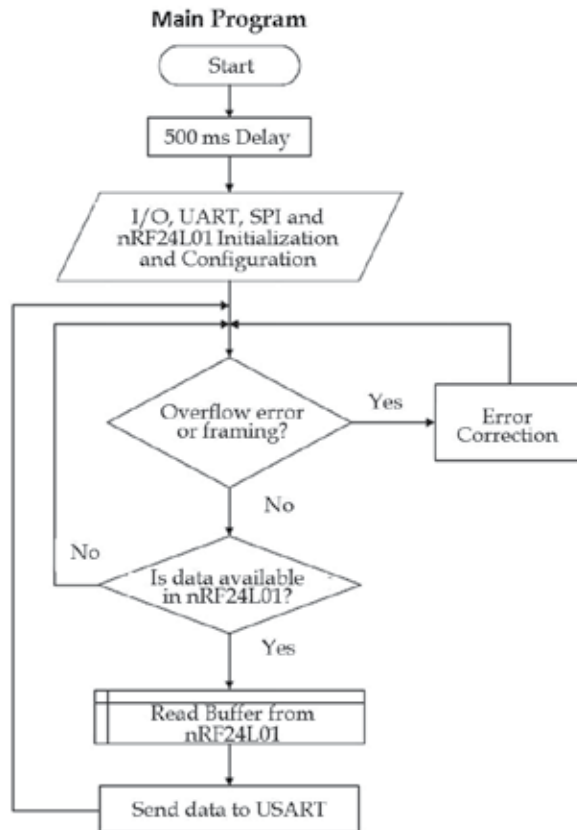 Main Program
Start
500 ms Delay
I/O, UART, SPI and
nRF24L01 Initialization
and Configuration
Overflow error
or framing?
Yes
Error
Correction
No
No
Is data available
in nRF24L01?
Yes
Read Buffer from
nRF24L01
Send data to USART